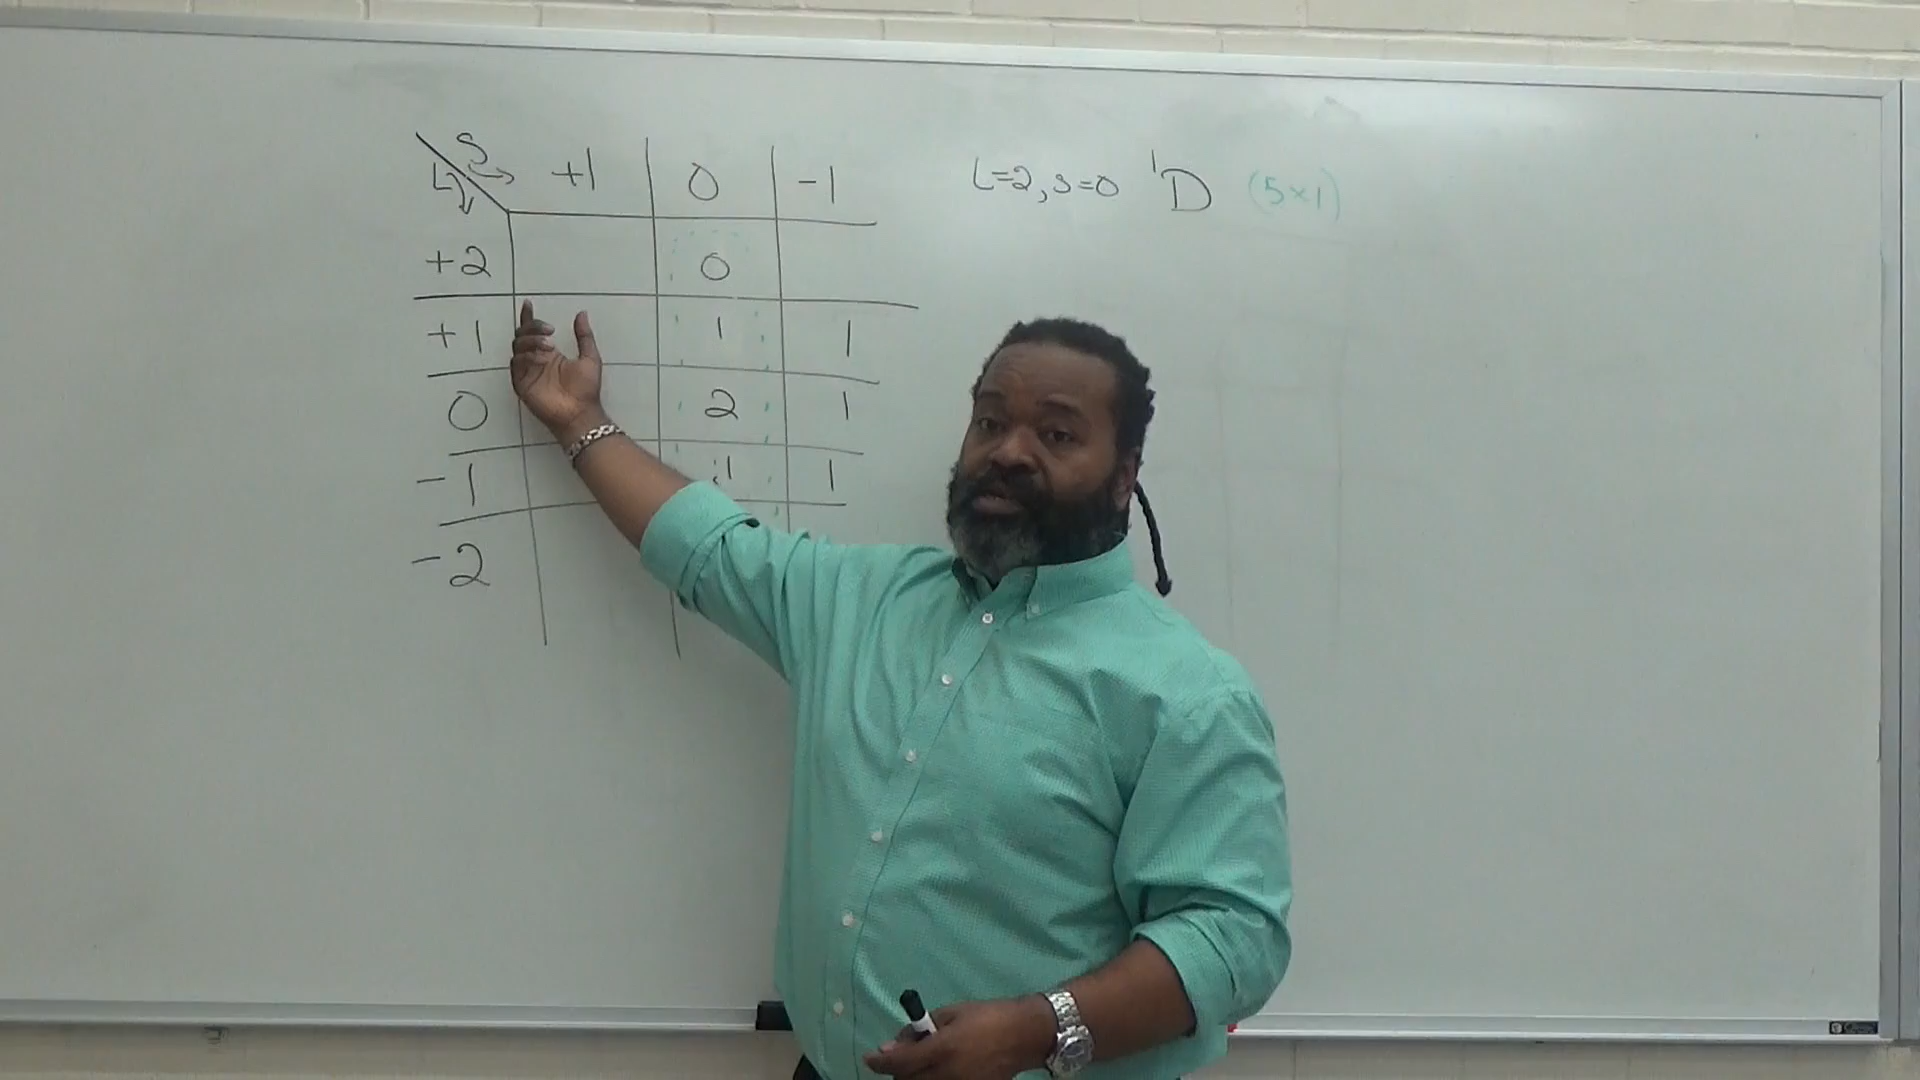 S
L +1 0 -1
L=2, S=0 ¹D (5×1)
+2 0
+1 1 1
0 2 1
-1 1 1
-2